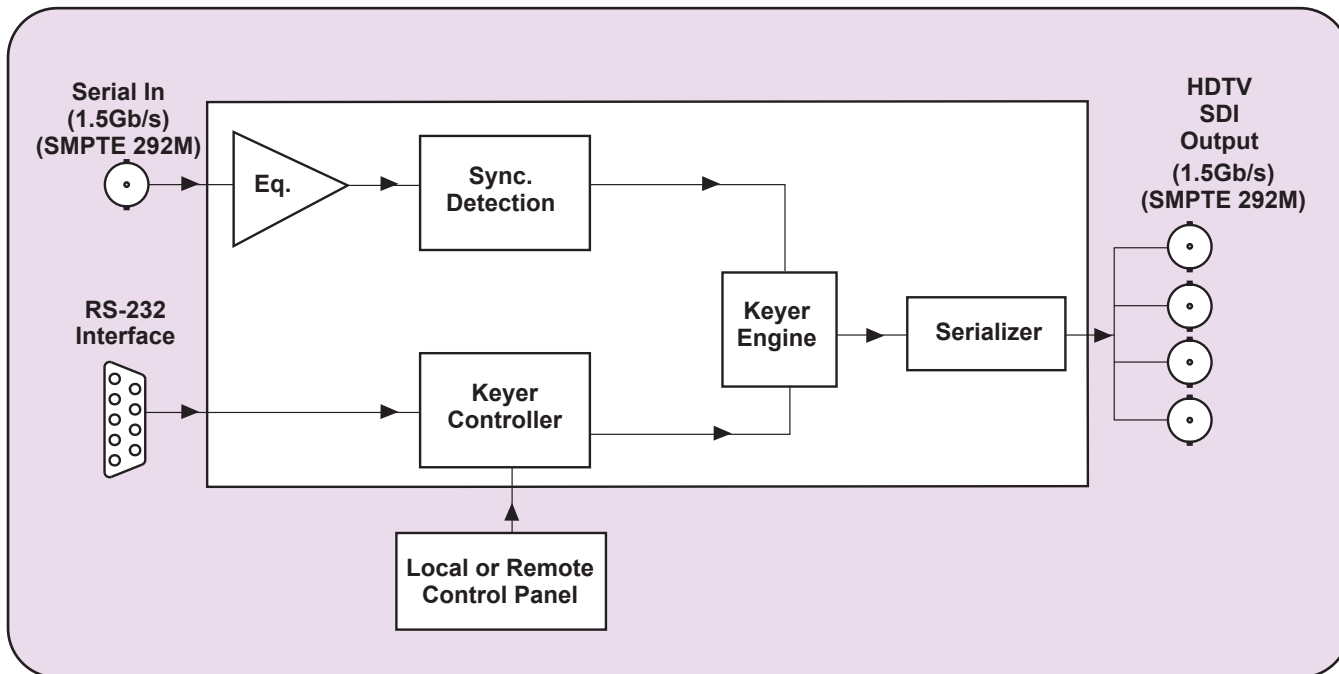 Serial In
(1.5Gb/s)
(SMPTE 292M)
Eq.
Sync.
Detection
HDTV
SDI
Output
(1.5Gb/s)
(SMPTE 292M)
RS-232
Interface
Keyer
Controller
Keyer
Engine
Serializer
Local or Remote
Control Panel